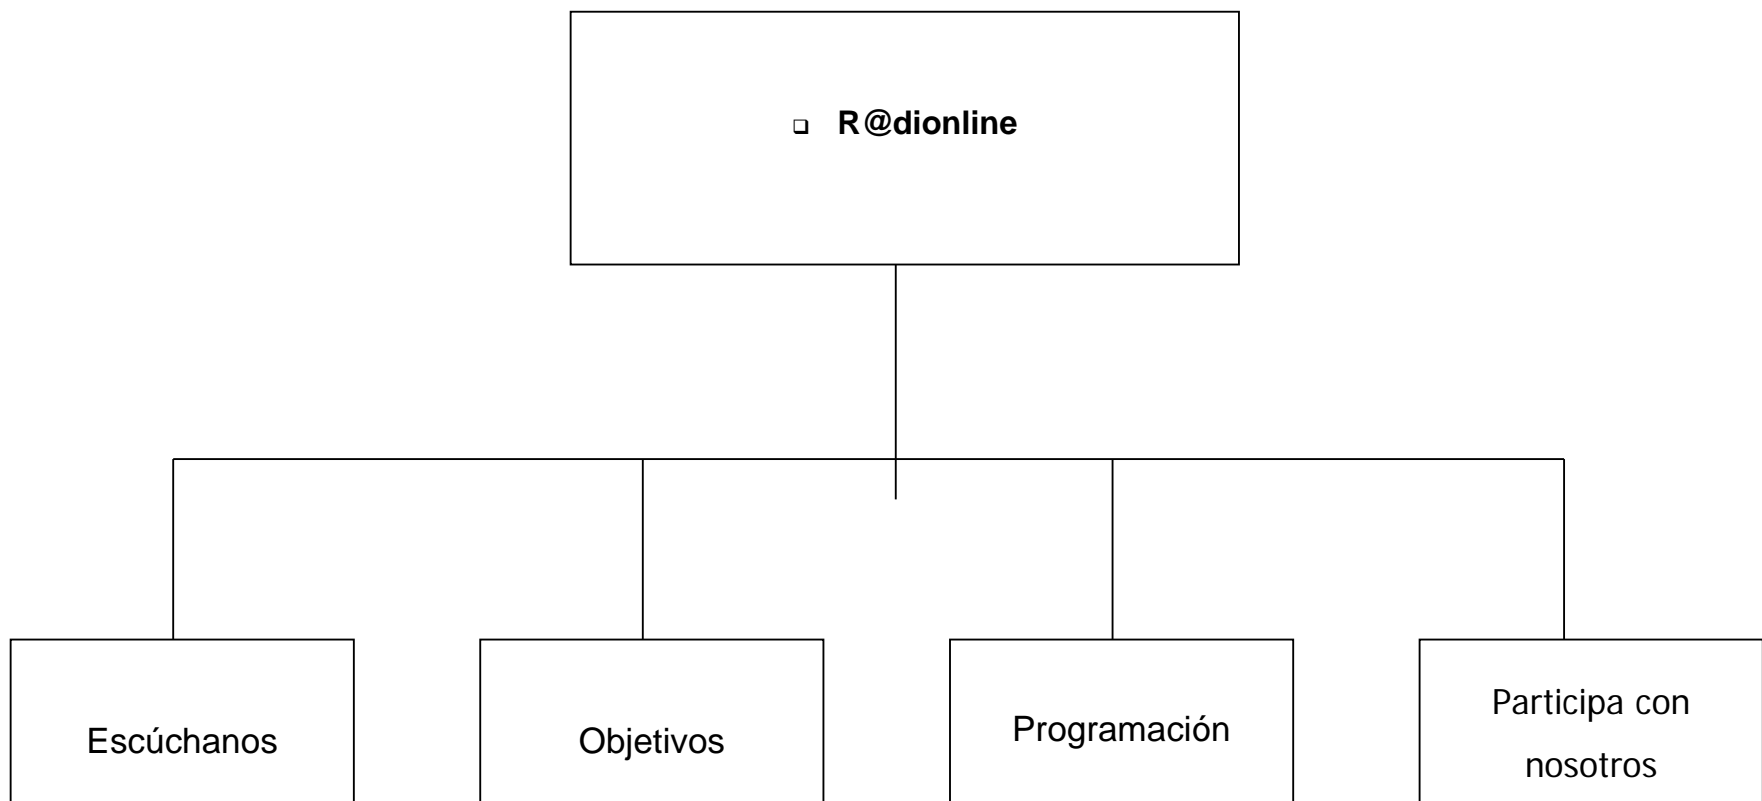 ❑ R@dionline
Escúchanos
Objetivos
Programación
Participa con
nosotros